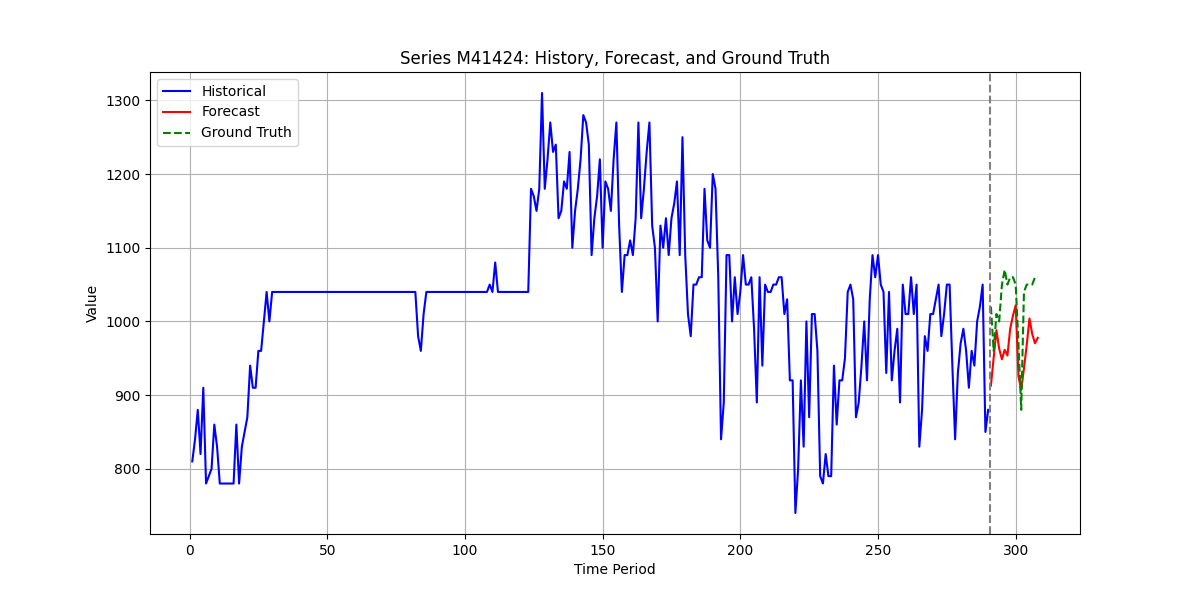 Series M41424: History, Forecast, and Ground Truth
Historical
Forecast
Ground Truth
1300
1200
1100
1000
900
800
Value
0 50 100 150 200 250 300
Time Period